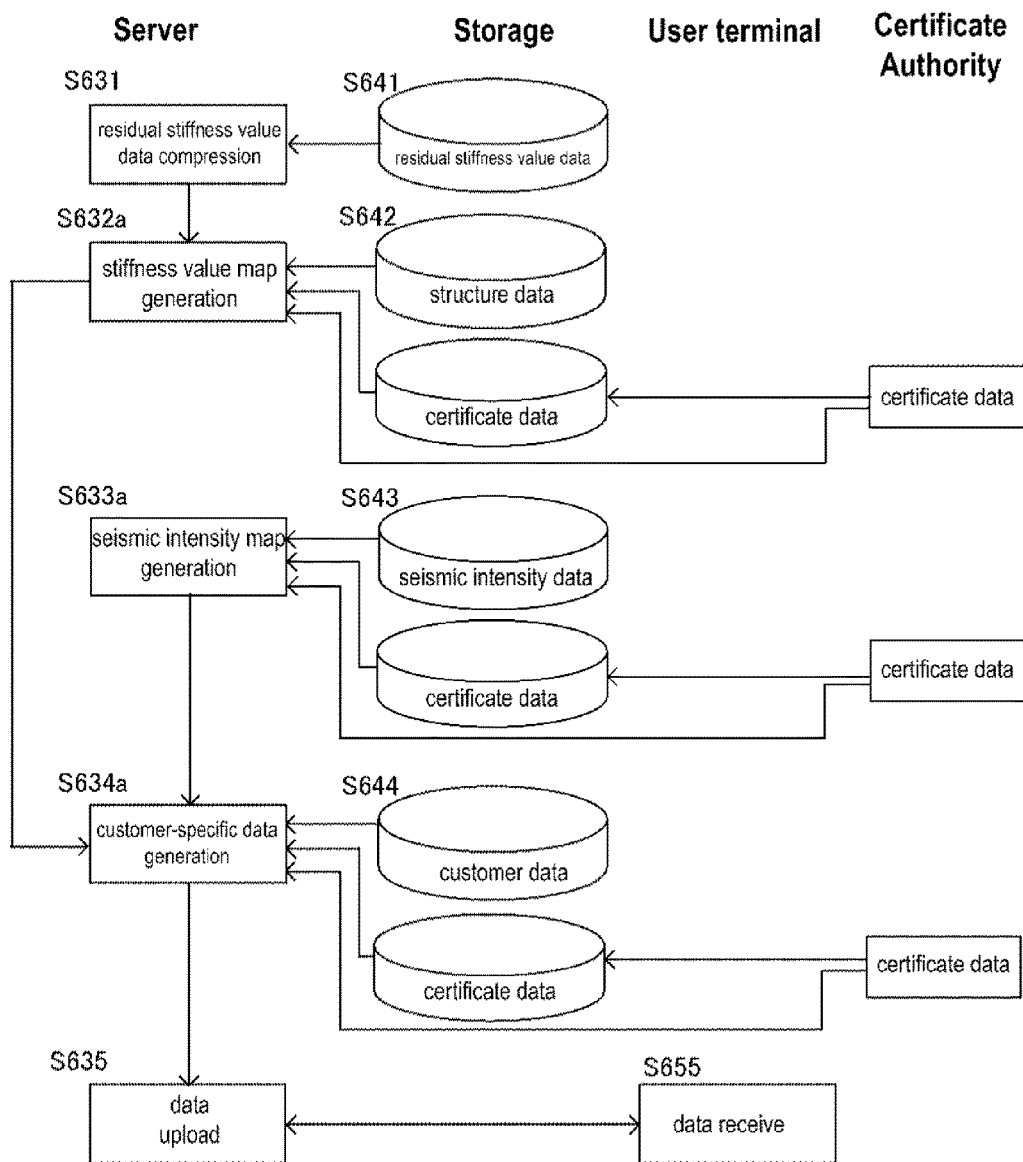 Server
Storage
User terminal
Certificate
Authority
S631
S641
residual stiffness value
data compression
residual stiffness value data
S632a
S642
stiffness value map
generation
structure data
certificate data
certificate data
S633a
S643
seismic intensity map
generation
seismic intensity data
certificate data
certificate data
S634a
S644
customer-specific data
generation
customer data
certificate data
certificate data
S635
S655
data
upload
data receive